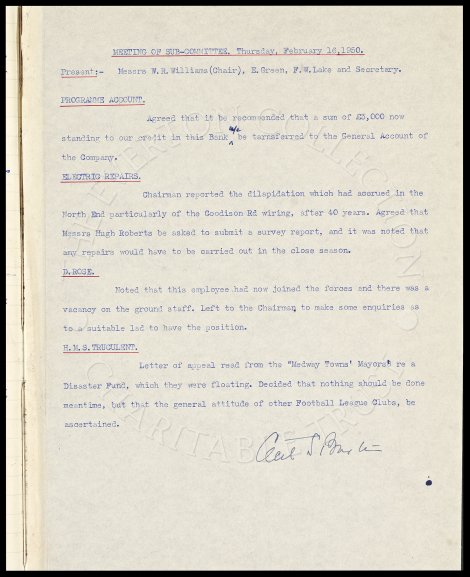 MEETING OF SUB-COMMITTEE, Thursday, February 16, 1950.
Present:- Messrs W.R.Williams(Chair), E.Green, F.W.Lake and Secretary.
PROGRAMME ACCOUNT.
Agreed that it be recommended that a sum of £3,000 now
standing to our credit in this Bank a/c be transferred to the General Account of
the Company.
ELECTRIC REPAIRS.
Chairman reported the dilapidation which had accrued in the
North End particularly of the Goodison Rd wiring, after 40 years. Agreed that
Messrs Hugh Roberts be asked to submit a survey report, and it was noted that
any repairs would have to be carried out in the close season.
D.ROSE.
Noted that this employee had now joined the forces and there was a
vacancy on the ground staff. Left to the Chairman, to make some enquiries as
to a suitable lad to have the position.
H.M.S.TRUCULENT.
Letter of appeal read from the "Medway Towns' Mayors" re a
Disaster Fund, which they were floating. Decided that nothing should be done
meantime, but that the general attitude of other Football League Clubs, be
ascertained.